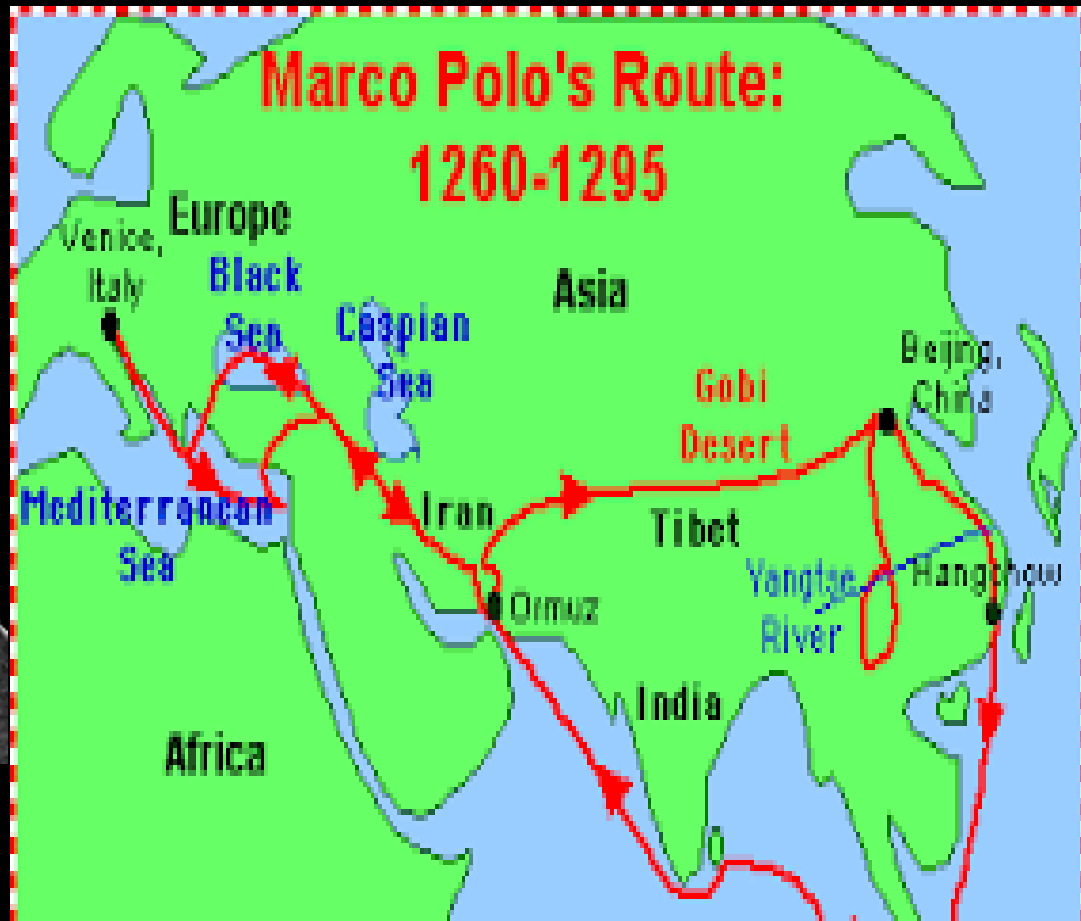 Marco Polo's Route:
1260-1295
Europe
Venice,
Italy
Black
Sea
Caspian
Sea
Asia
Beijing,
China
Gobi
Desert
Mediterranean
Sea
Iran
Tibet
Yangtze
River
Hangchow
Ormuz
India
Africa